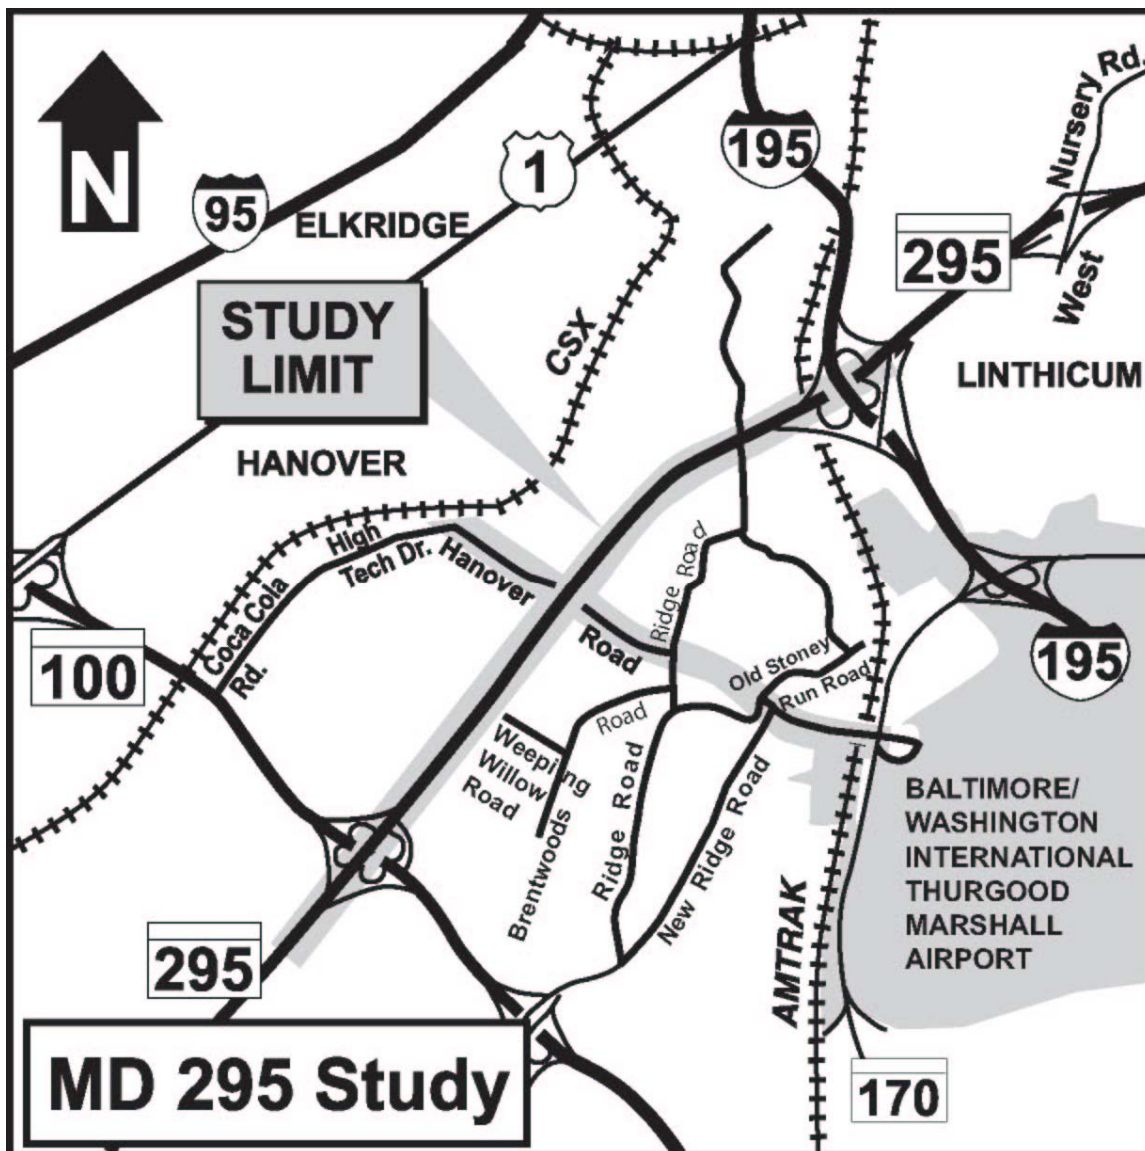 N
95
ELKRIDGE
1
195
Nursery Rd.
West
295
LINTHICUM
STUDY
LIMIT
CSX
HANOVER
High
Tech Dr.
Hanover
Road
Coca Cola
Rd.
100
Ridge Road
Old Stoney
Run Road
195
Weeping
Willow
Road
Brentwoods
Road
Ridge Road
New Ridge Road
AMTRAK
BALTIMORE/
WASHINGTON
INTERNATIONAL
THURGOOD
MARSHALL
AIRPORT
295
170
MD 295 Study